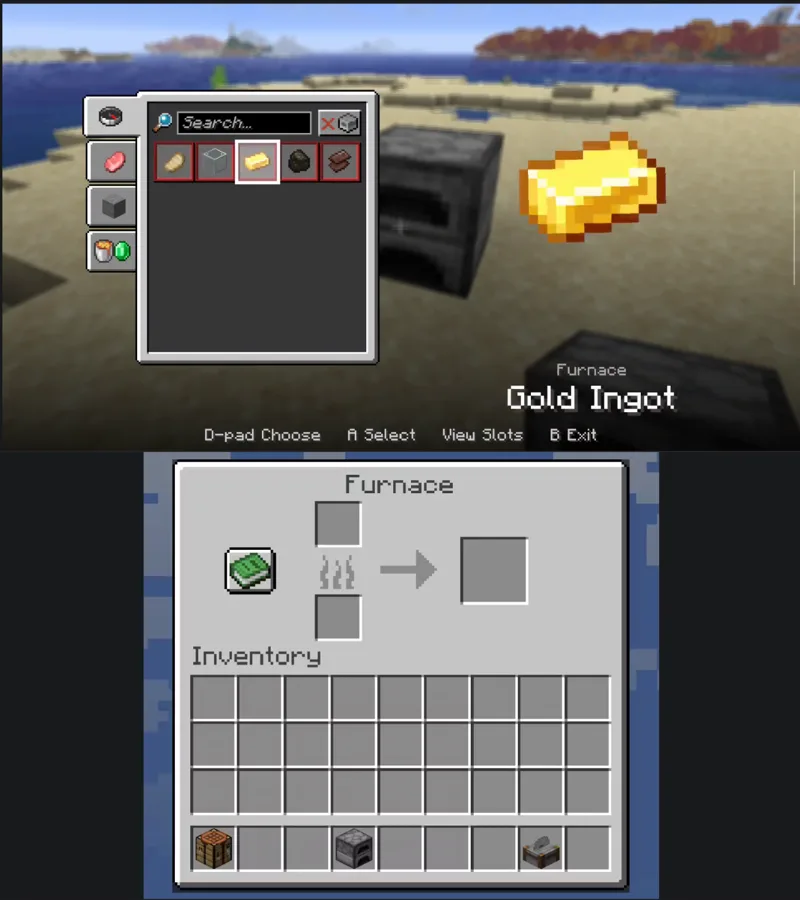 Search...
Furnace
Gold Ingot
D-pad Choose A Select View Slots B Exit
Furnace
Inventory